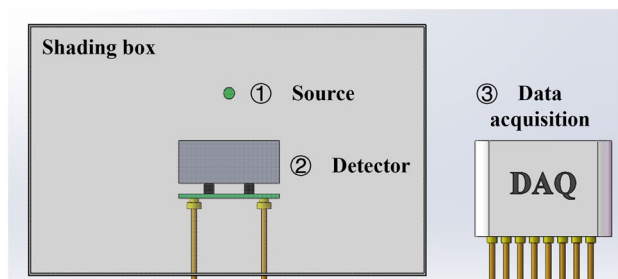 Shading box
① Source
② Detector
③ Data
acquisition
DAQ